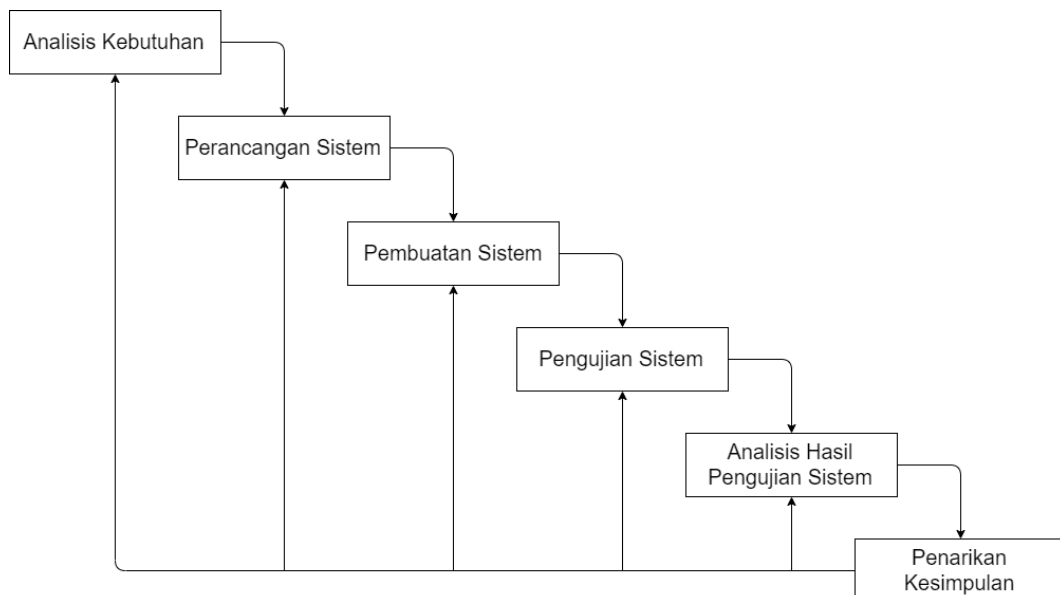 Analisis Kebutuhan
Perancangan Sistem
Pembuatan Sistem
Pengujian Sistem
Analisis Hasil
Pengujian Sistem
Penarikan
Kesimpulan